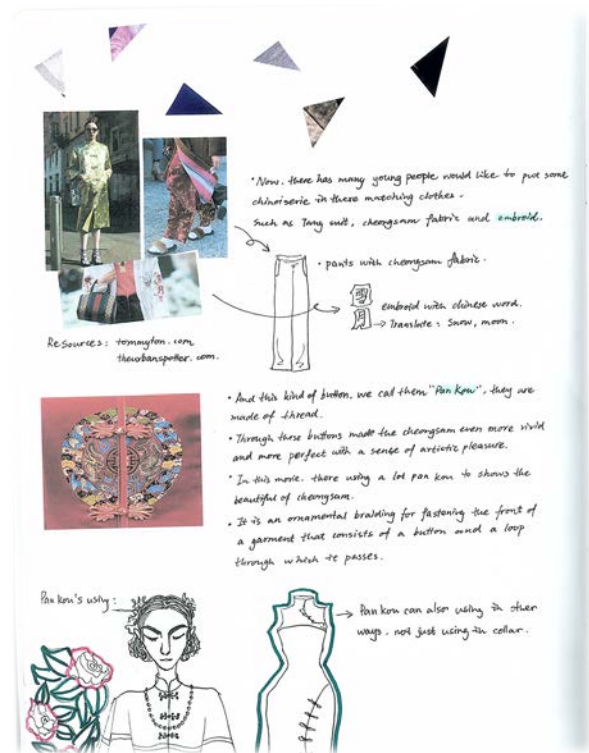 • Now, there has many young people would like to put some
chinoiserie in there matching clothes.
Such as Tang suit, cheongsam fabric and embroid.
• pants with cheongsam fabric.
雪
月
embroid with chinese word.
→ Translate: Snow, moon.
Resources: tommyton.com
theurbanspotter.com.
• And this kind of button, we call them "Pan Kou", they are
made of thread.
• Through these buttons made the cheongsam even more vivid
and more perfect with a sense of artistic pleasure.
• In this movie, there using a lot pan kou to shows the
beautiful of cheongsam.
• It is an ornamental braiding for fastening the front of
a garment that consists of a button and a loop
through which it passes.
Pan kou's using:
→ Pan kou can also using in other
ways. not just using in collar.